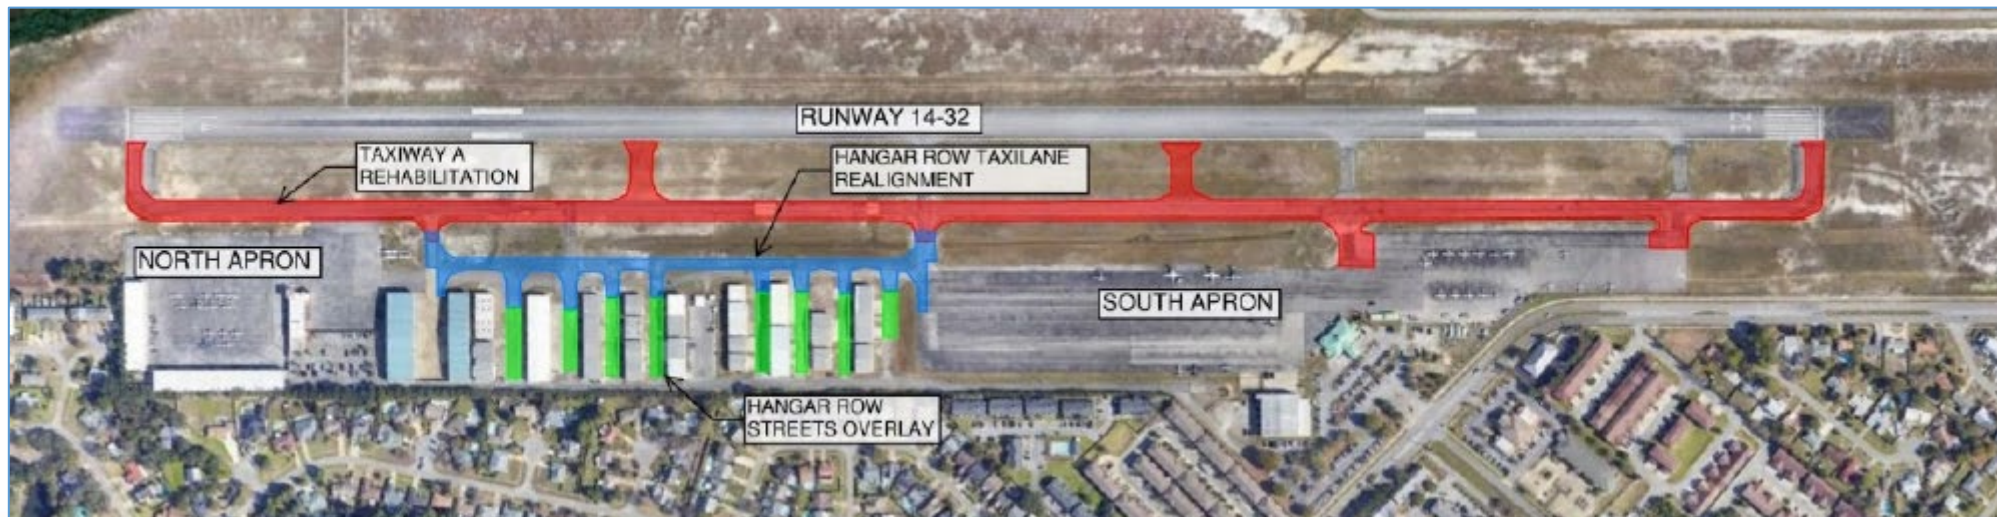 RUNWAY 14-32
TAXIWAY A
REHABILITATION
HANGAR ROW TAXILANE
REALIGNMENT
NORTH APRON
SOUTH APRON
HANGAR ROW
STREETS OVERLAY